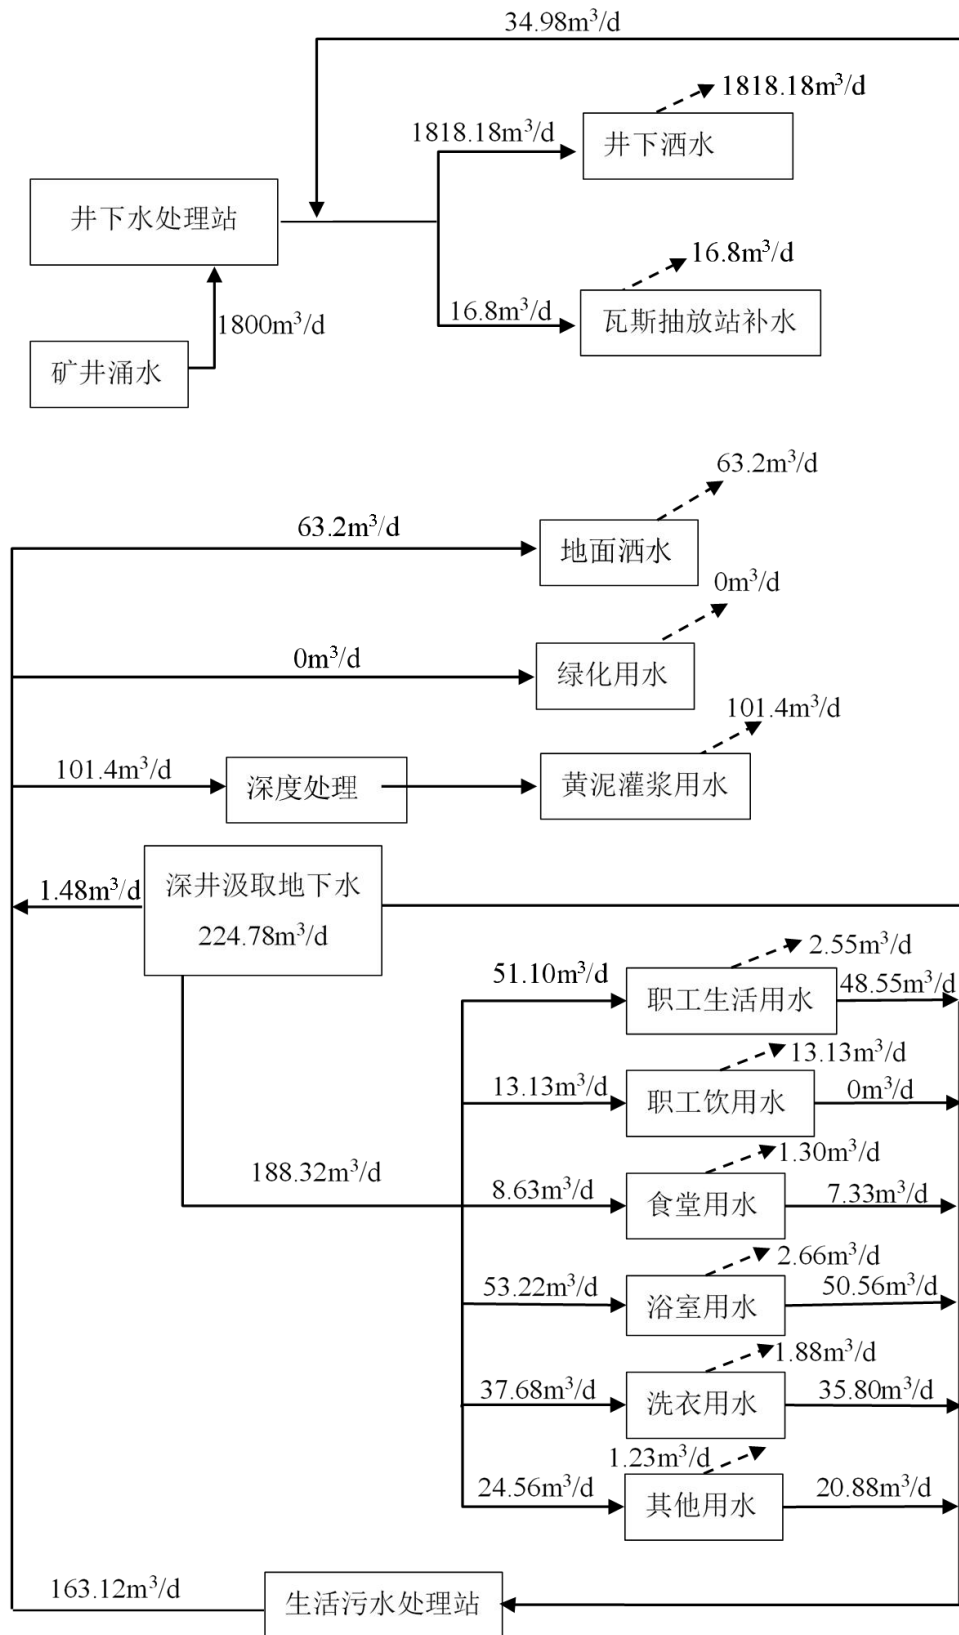 34.98m³/d
1818.18m³/d
1818.18m³/d
井下洒水
井下水处理站
16.8m³/d
16.8m³/d
瓦斯抽放站补水
1800m³/d
矿井涌水
63.2m³/d
63.2m³/d
地面洒水
0m³/d
0m³/d
绿化用水
101.4m³/d
101.4m³/d
深度处理
黄泥灌浆用水
1.48m³/d
深井汲取地下水
224.78m³/d
2.55m³/d
51.10m³/d
职工生活用水
48.55m³/d
13.13m³/d
13.13m³/d
职工饮用水
0m³/d
188.32m³/d
1.30m³/d
8.63m³/d
食堂用水
7.33m³/d
2.66m³/d
53.22m³/d
浴室用水
50.56m³/d
1.88m³/d
37.68m³/d
洗衣用水
35.80m³/d
1.23m³/d
24.56m³/d
其他用水
20.88m³/d
163.12m³/d
生活污水处理站